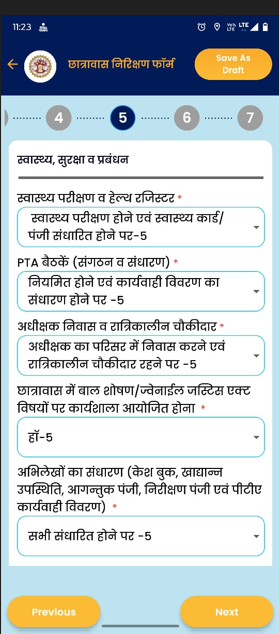 11:23
छात्रावास निरिक्षण फॉर्म
Save As
Draft
4
5
6
7
स्वास्थ्य, सुरक्षा व प्रबंधन
स्वास्थ्य परीक्षण व हेल्थ रजिस्टर *
स्वास्थ्य परीक्षण होने एवं स्वास्थ्य कार्ड/
पंजी संधारित होने पर-5
PTA बैठकें (संगठन व संधारण) *
नियमित होने एवं कार्यवाही विवरण का
संधारण होने पर -5
अधीक्षक निवास व रात्रिकालीन चौकीदार *
अधीक्षक का परिसर में निवास करने एवं
रात्रिकालीन चौकीदार रहने पर -5
छात्रावास में बाल शोषण/ज्वेनाईल जस्टिस एक्ट
विषयों पर कार्यशाला आयोजित होना *
हॉ-5
अभिलेखों का संधारण (केश बुक, खाद्यान्न
उपस्थिति, आगन्तुक पंजी, निरीक्षण पंजी एवं पीटीए
कार्यवाही विवरण) *
सभी संधारित होने पर -5
Previous
Next